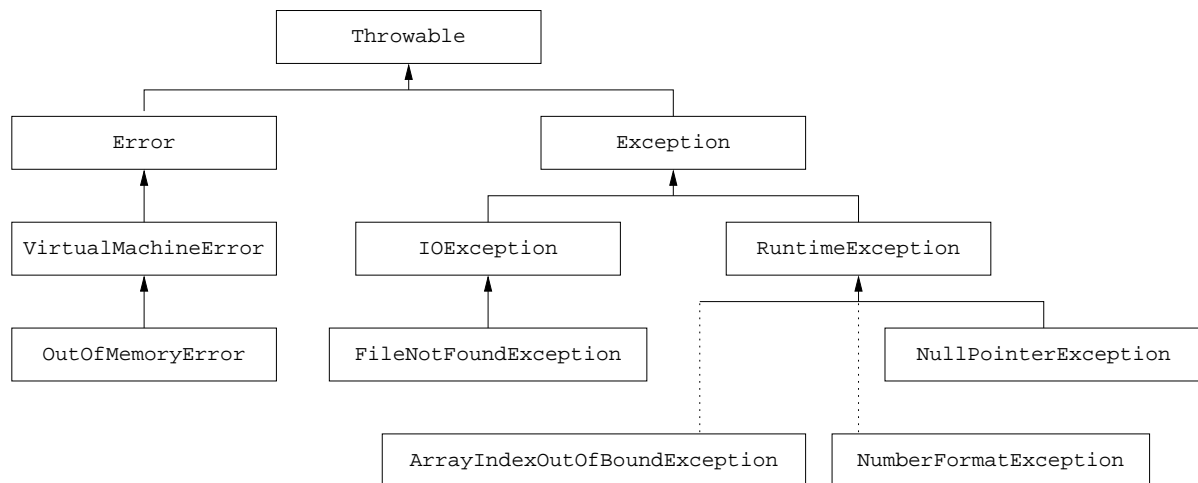 Throwable
Error
Exception
VirtualMachineError
IOException
RuntimeException
OutOfMemoryError
FileNotFoundException
NullPointerException
ArrayIndexOutOfBoundException
NumberFormatException